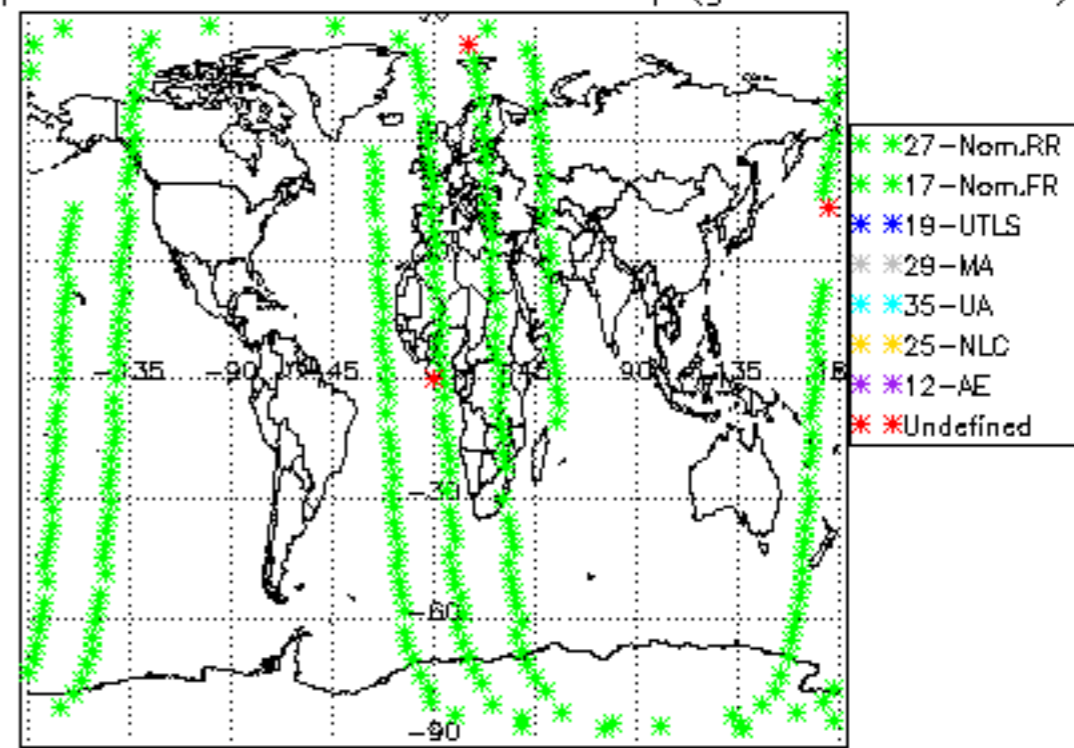 -135 -90 -45 45 90 135
-30
-60
-90
27-Nom.RR
17-Nom.FR
19-UTLS
29-MA
35-UA
25-NLC
12-AE
Undefined